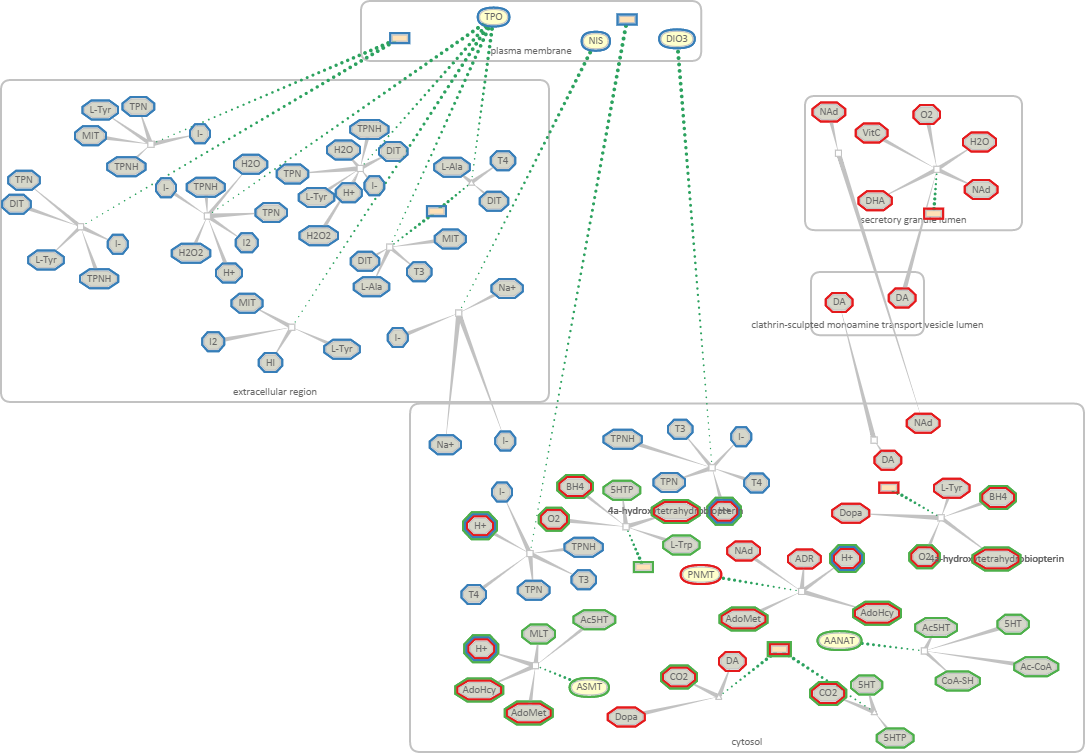 TPO
NIS
DIO3
plasma membrane
L-Tyr
TPN
MIT
I-
TPNH
TPN
DIT
L-Tyr
I-
TPNH
I-
TPNH
H2O
TPN
H2O2
I2
H+
TPNH
H2O
DIT
TPN
L-Tyr
H+
I-
H2O2
L-Ala
T4
DIT
MIT
DIT
T3
L-Ala
MIT
I2
HI
L-Tyr
Na+
I-
extracellular region
NAd
VitC
O2
H2O
DHA
NAd
secretory granule lumen
DA
DA
clathrin-sculpted monoamine transport vesicle lumen
Na+
I-
NAd
DA
TPNH
T3
I-
TPN
T4
H+
I-
H+
TPNH
T4
TPN
T3
BH4
5HTP
O2
4a-hydroxytetrahydrobiopterin
L-Trp
L-Tyr
BH4
Dopa
O2
4a-hydroxytetrahydrobiopterin
PNMT
NAd
ADR
H+
AdoMet
AdoHcy
AANAT
Ac5HT
5HT
Ac-CoA
CoA-SH
H+
MLT
Ac5HT
AdoHcy
AdoMet
ASMT
CO2
DA
Dopa
CO2
5HT
5HTP
cytosol